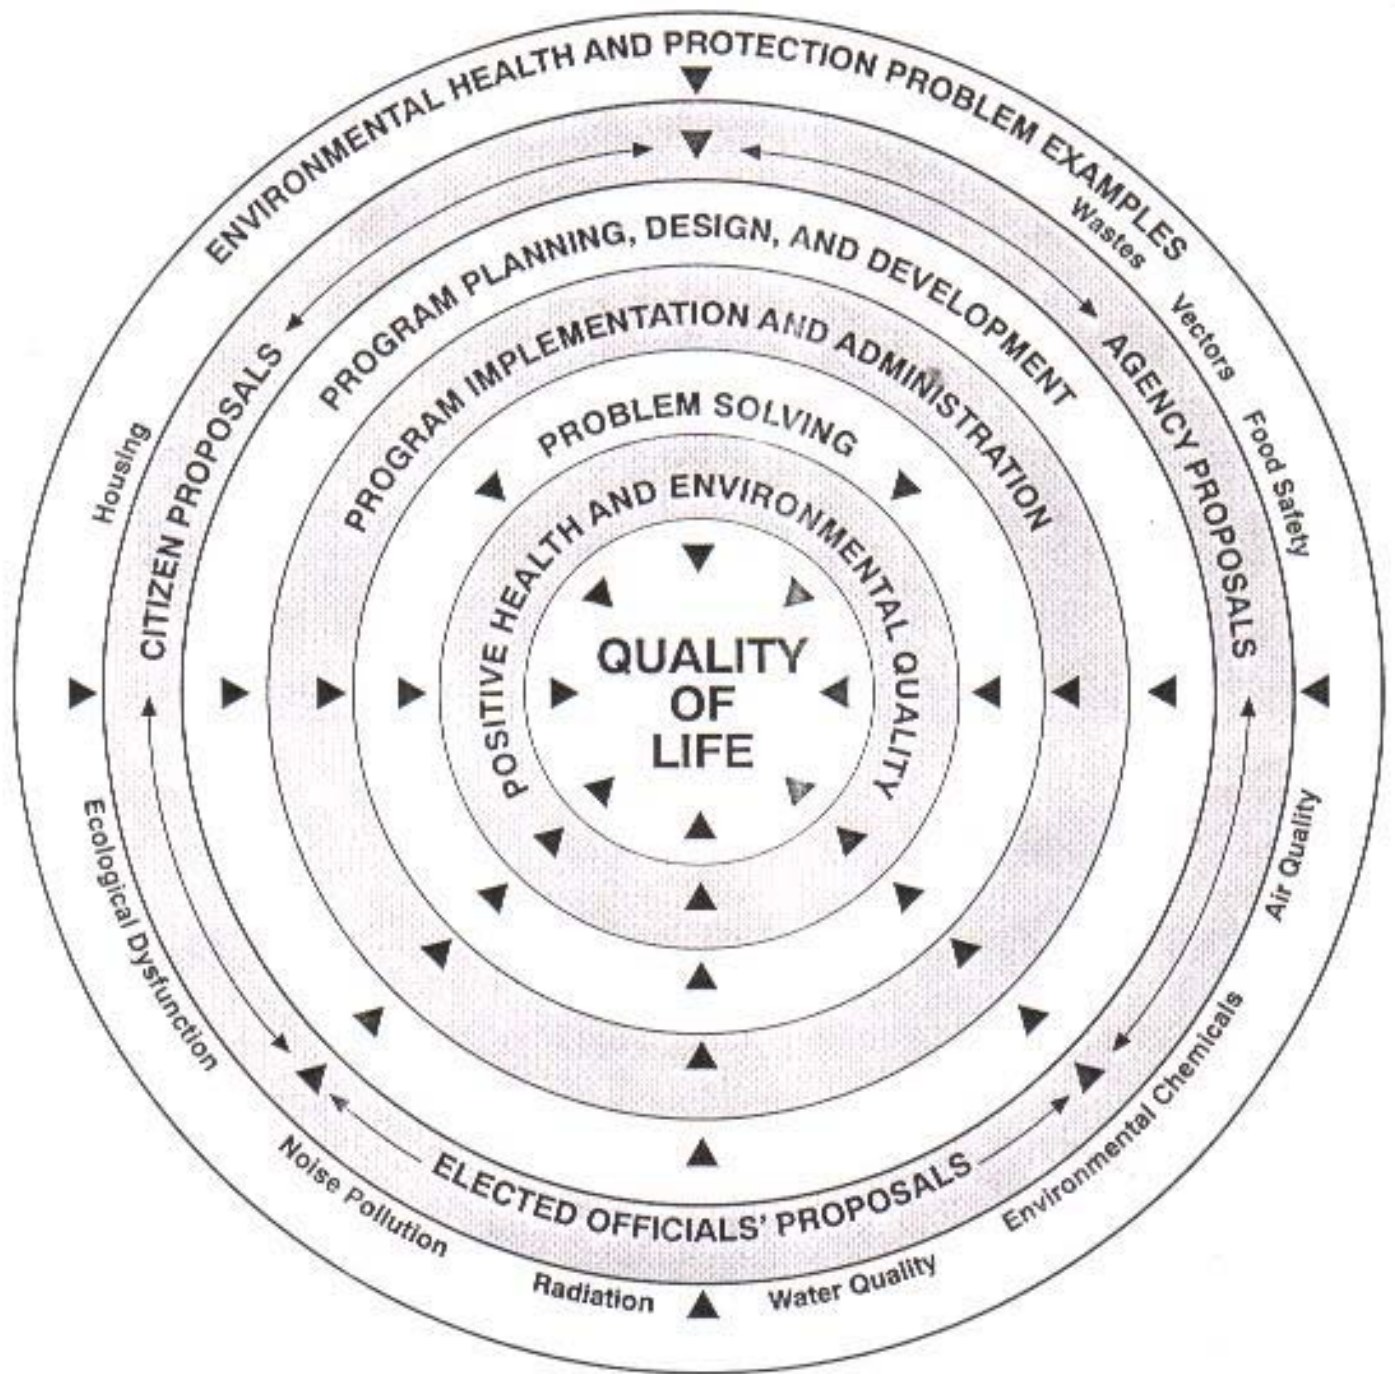 ENVIRONMENTAL HEALTH AND PROTECTION PROBLEM EXAMPLES
Wastes
Vectors
Food Safety
Air Quality
Environmental Chemicals
Water Quality
Radiation
Noise Pollution
Ecological Dysfunction
Housing
CITIZEN PROPOSALS
AGENCY PROPOSALS
ELECTED OFFICIALS' PROPOSALS
PROGRAM PLANNING, DESIGN, AND DEVELOPMENT
PROGRAM IMPLEMENTATION AND ADMINISTRATION
PROBLEM SOLVING
POSITIVE HEALTH AND ENVIRONMENTAL QUALITY
QUALITY
OF
LIFE